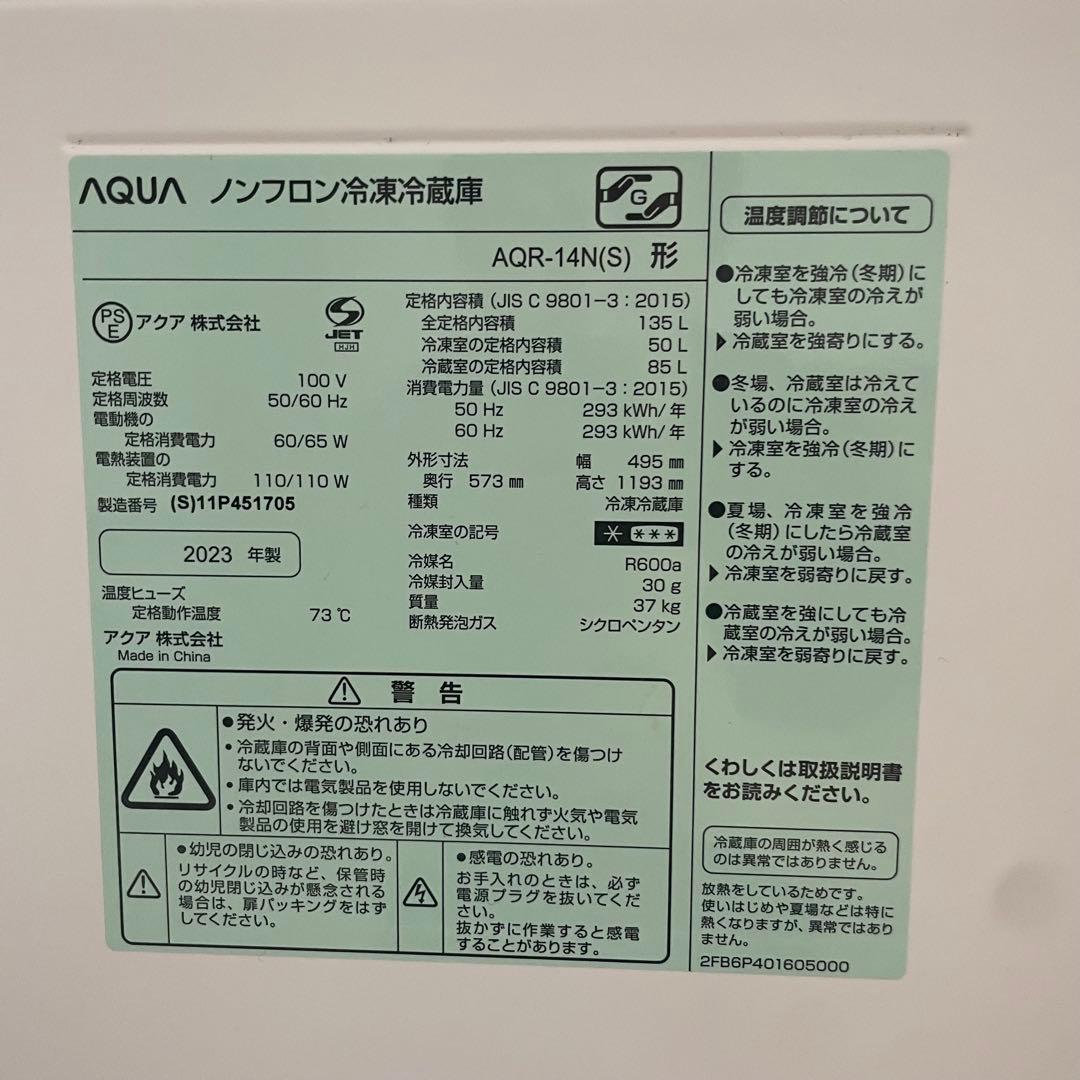 AQUA ノンフロン冷凍冷蔵庫
G
AQR-14N(S) 形
PS
E
アクア 株式会社
JET
HJH
定格電圧 100 V
定格周波数 50/60 Hz
電動機の
定格消費電力 60/65 W
電熱装置の
定格消費電力 110/110 W
製造番号 (S)11P451705
2023 年製
温度ヒューズ
定格動作温度 73 ℃
アクア 株式会社
Made in China
定格内容積 (JIS C 9801-3:2015)
全定格内容積 135 L
冷凍室の定格内容積 50 L
冷蔵室の定格内容積 85 L
消費電力量 (JIS C 9801-3:2015)
50 Hz 293 kWh/年
60 Hz 293 kWh/年
外形寸法 幅 495 mm
奥行 573 mm 高さ 1193 mm
種類 冷凍冷蔵庫
冷凍室の記号 * ***
冷媒名 R600a
冷媒封入量 30 g
質量 37 kg
断熱発泡ガス シクロペンタン
警告
●発火・爆発の恐れあり
・冷蔵庫の背面や側面にある冷却回路(配管)を傷つけ
ないでください。
・庫内では電気製品を使用しないでください。
・冷却回路を傷つけたときは冷蔵庫に触れず火気や電気
製品の使用を避け窓を開けて換気してください。
●幼児の閉じ込みの恐れあり。
リサイクルの時など、保管時
の幼児閉じ込みが懸念される
場合は、扉パッキングをはず
してください。
●感電の恐れあり。
お手入れのときは、必ず
電源プラグを抜いてくだ
さい。
抜かずに作業すると感電
することがあります。
温度調節について
●冷凍室を強冷(冬期)に
しても冷凍室の冷えが
弱い場合。
▶冷蔵室を強寄りにする。
●冬場、冷蔵室は冷えて
いるのに冷凍室の冷え
が弱い場合。
▶冷凍室を強冷(冬期)に
する。
●夏場、冷凍室を強冷
(冬期)にしたら冷蔵室
の冷えが弱い場合。
▶冷凍室を弱寄りに戻す。
●冷蔵室を強にしても冷
蔵室の冷えが弱い場合。
▶冷凍室を弱寄りに戻す。
くわしくは取扱説明書
をお読みください。
冷蔵庫の周囲が熱く感じる
のは異常ではありません。
放熱をしているためです。
使いはじめや夏場などは特に
熱くなりますが、異常ではあり
ません。
2FB6P401605000